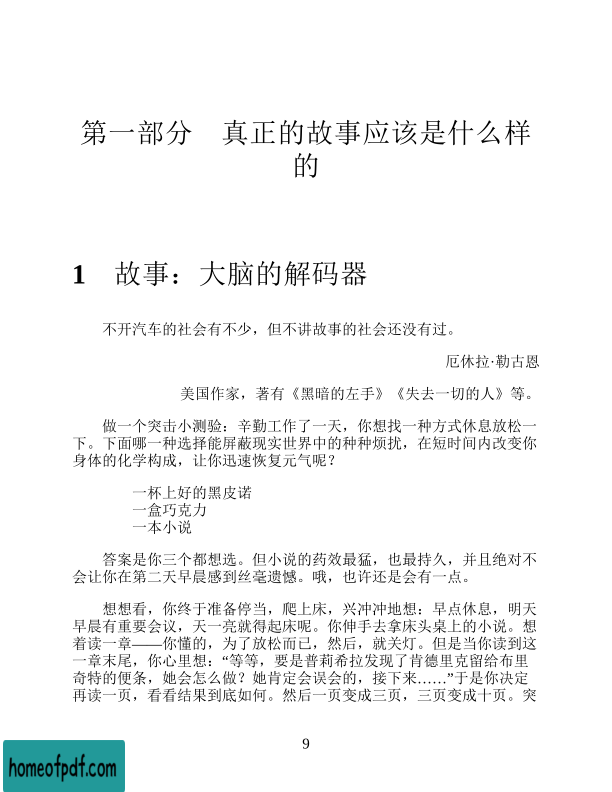 第一部分　真正的故事应该是什么样
的
1　故事：大脑的解码器
不开汽车的社会有不少，但不讲故事的社会还没有过。
厄休拉·勒古恩
美国作家，著有《黑暗的左手》《失去一切的人》等。
做一个突击小测验：辛勤工作了一天，你想找一种方式休息放松一
下。下面哪一种选择能屏蔽现实世界中的种种烦扰，在短时间内改变你
身体的化学构成，让你迅速恢复元气呢？
一杯上好的黑皮诺
一盒巧克力
一本小说
答案是你三个都想选。但小说的药效最猛，也最持久，并且绝对不
会让你在第二天早晨感到丝毫遗憾。哦，也许还是会有一点。
想想看，你终于准备停当，爬上床，兴冲冲地想：早点休息，明天
早晨有重要会议，天一亮就得起床呢。你伸手去拿床头桌上的小说。想
着读一章——你懂的，为了放松而已，然后，就关灯。但是当你读到这
一章末尾，你心里想：“等等，要是普莉希拉发现了肯德里克留给布里
奇特的便条，她会怎么做？她肯定会误会的，接下来……”于是你决定
再读一页，看看结果到底如何。然后一页变成三页，三页变成十页。突
9
homeofpdf.com